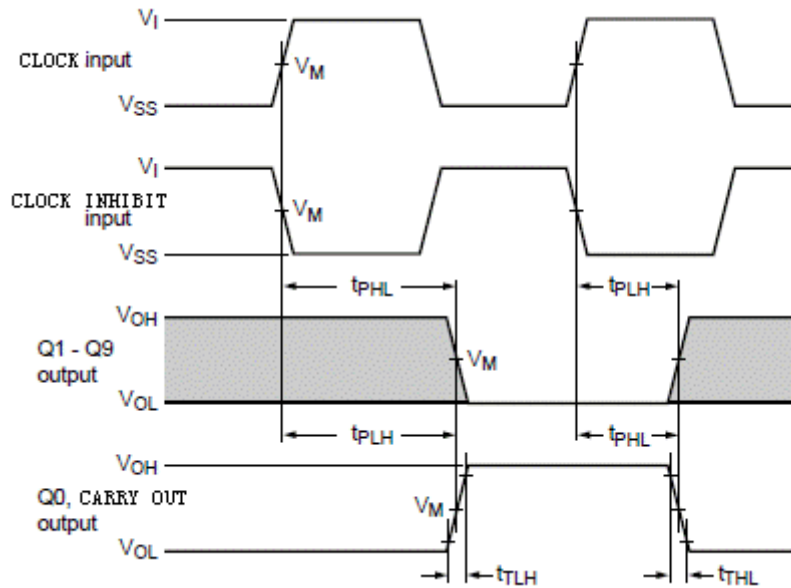 VI
CLOCK input
VM
VSS
VI
CLOCK INHIBIT
input
VM
VSS
tPHL
tPLH
VOH
Q1 - Q9
output
VM
VOL
tPLH
tPHL
VOH
Q0, CARRY OUT
output
VM
VOL
tTLH
tTHL